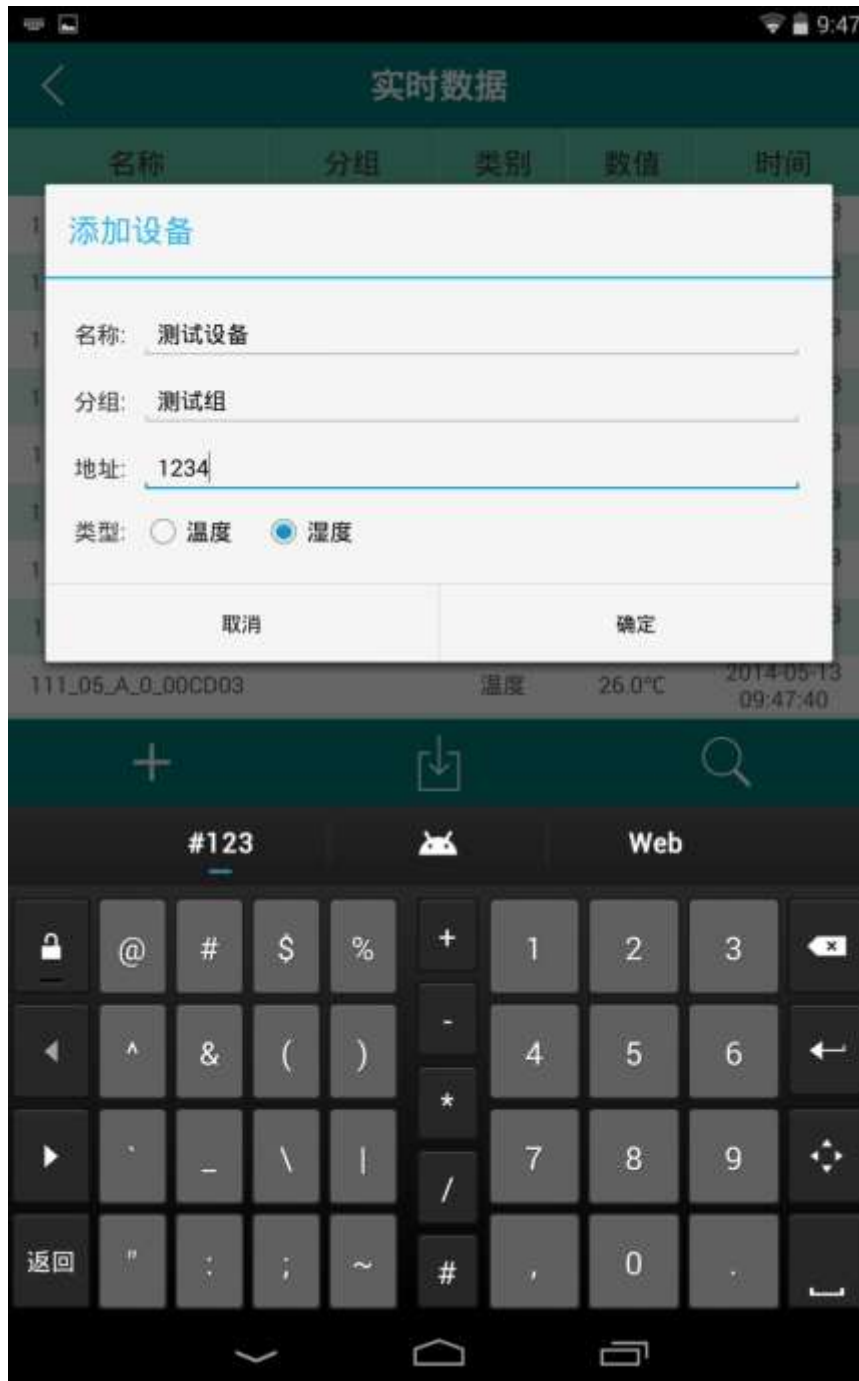 9:47
实时数据
名称 分组 类别 数值 时间
添加设备
名称: 测试设备
分组: 测试组
地址: 1234
类型: 温度 湿度
取消 确定
111_05_A_0_00CD03 温度 26.0℃ 2014-05-13
09:47:40
#123 Web
@ # $ % + 1 2 3
^ & ( ) - 4 5 6
*
` _ \ | / 7 8 9
返回 " : ; ~ # , 0 .